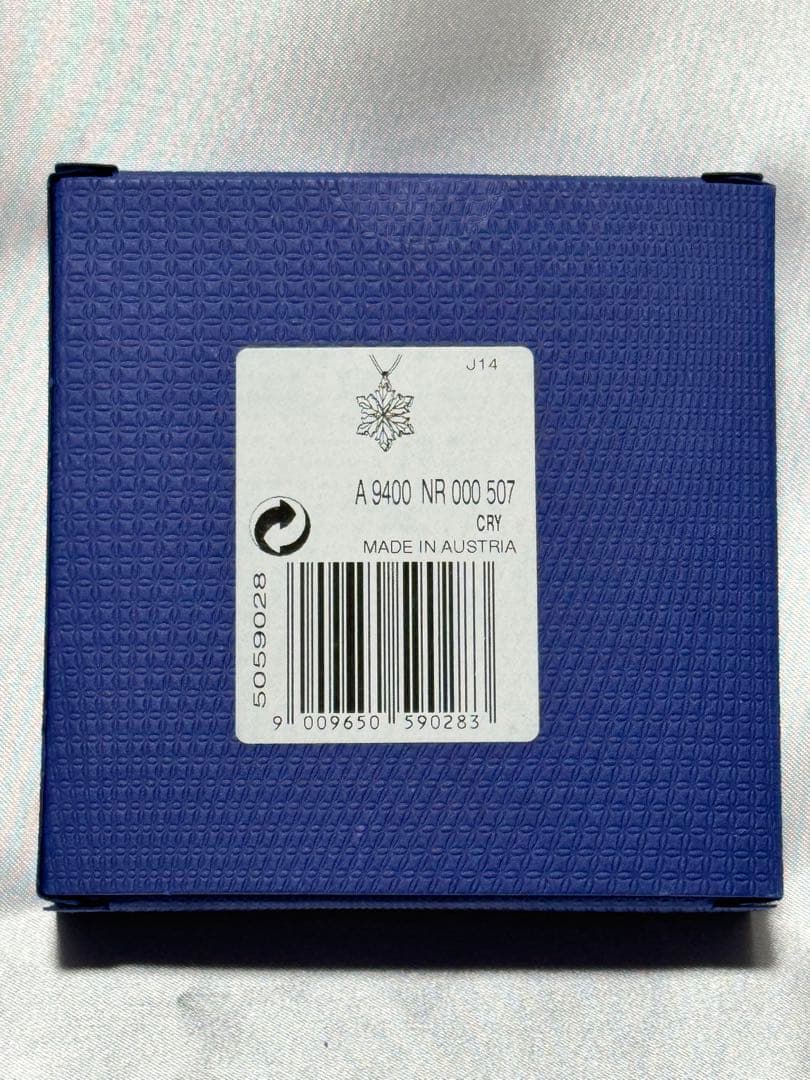 J14
A 9400 NR 000 507
CRY
MADE IN AUSTRIA
5059028
9 009650 590283